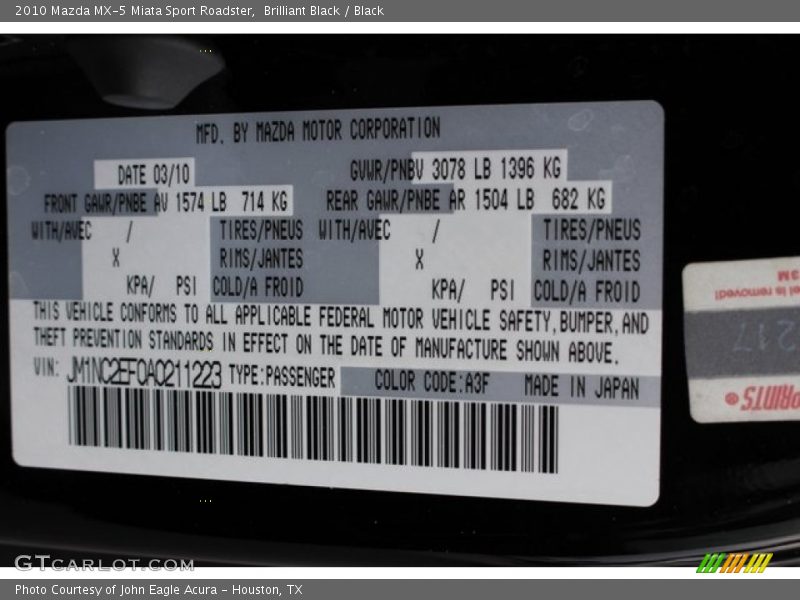 2010 Mazda MX-5 Miata Sport Roadster,  Brilliant Black / Black
MFD. BY MAZDA MOTOR CORPORATION
DATE 03/10 GVWR/PNBV 3078 LB 1396 KG
FRONT GAWR/PNBE AV 1574 LB 714 KG REAR GAWR/PNBE AR 1504 LB 682 KG
WITH/AVEC / TIRES/PNEUS WITH/AVEC / TIRES/PNEUS
X RIMS/JANTES X RIMS/JANTES
KPA/ PSI COLD/A FROID KPA/ PSI COLD/A FROID
THIS VEHICLE CONFORMS TO ALL APPLICABLE FEDERAL MOTOR VEHICLE SAFETY, BUMPER, AND
THEFT PREVENTION STANDARDS IN EFFECT ON THE DATE OF MANUFACTURE SHOWN ABOVE.
VIN: JM1NC2EF0A0211223 TYPE:PASSENGER COLOR CODE:A3F MADE IN JAPAN
3M
is removed!
217
PRINTS®
GTCARLOT.COM
Photo Courtesy of John Eagle Acura - Houston, TX